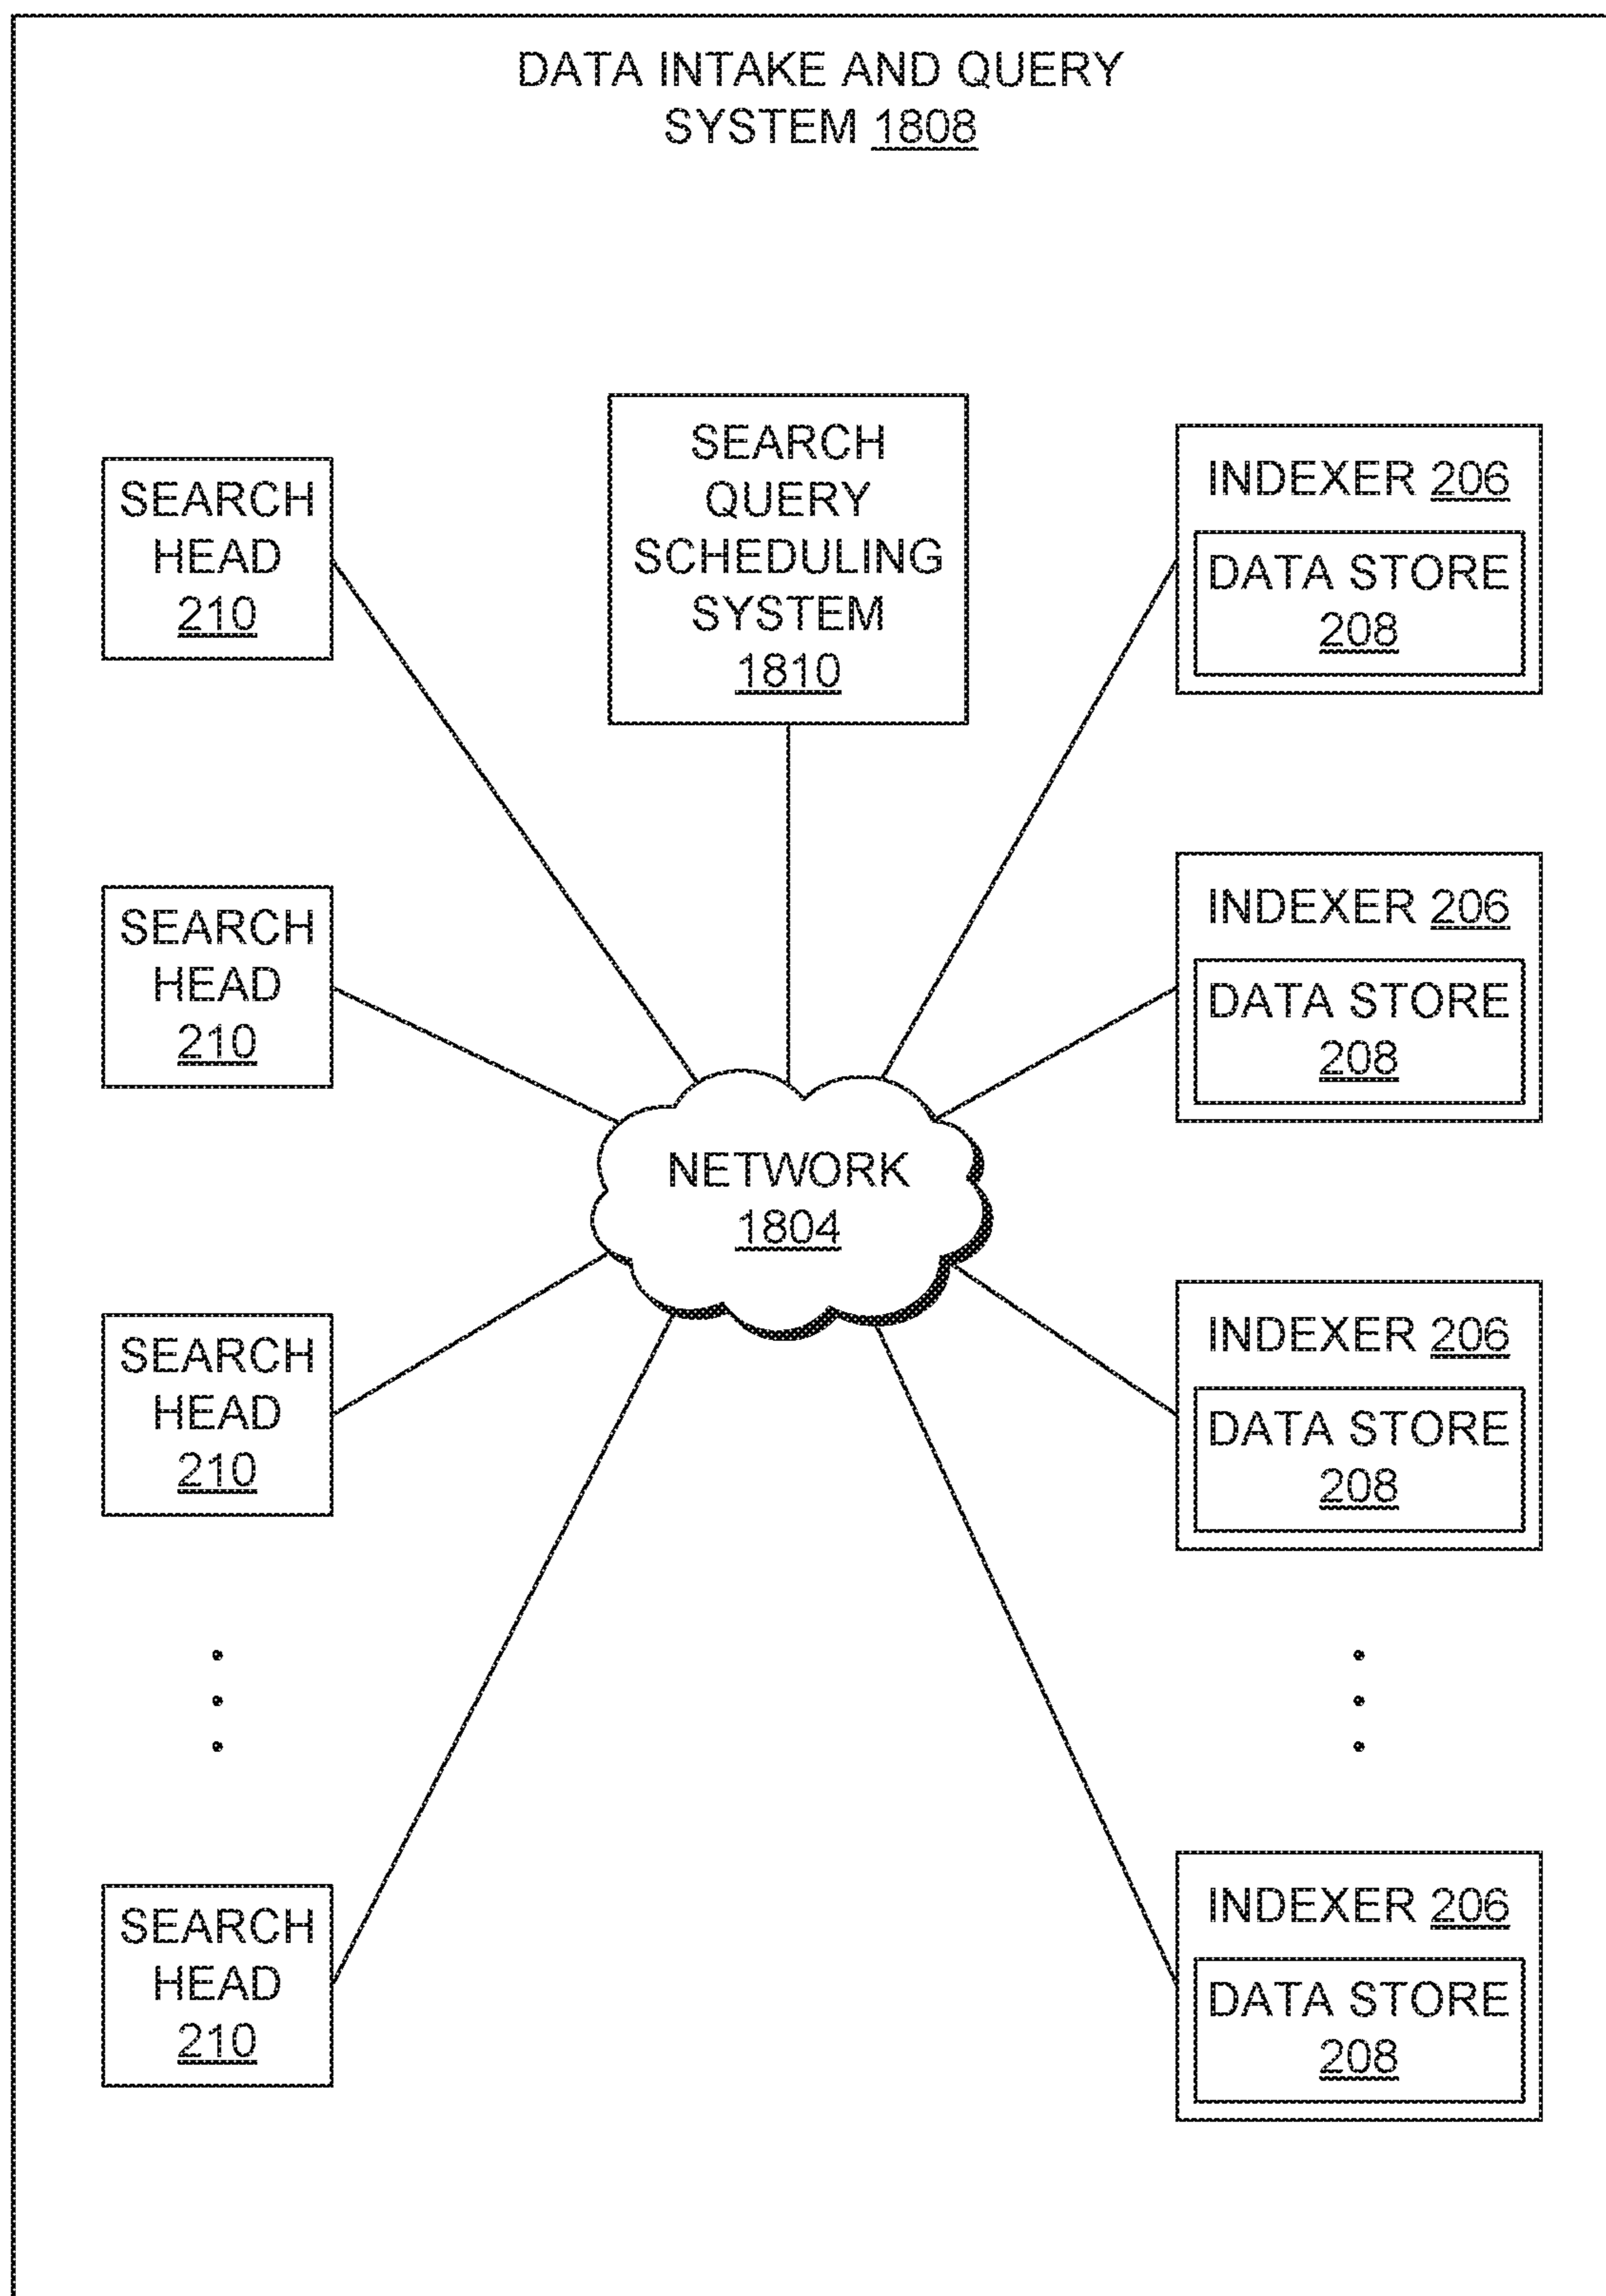 DATA INTAKE AND QUERY
SYSTEM 1808
SEARCH
QUERY
SCHEDULING
SYSTEM
1810
SEARCH
HEAD
210
INDEXER 206
DATA STORE
208
SEARCH
HEAD
210
INDEXER 206
DATA STORE
208
NETWORK
1804
SEARCH
HEAD
210
INDEXER 206
DATA STORE
208
SEARCH
HEAD
210
INDEXER 206
DATA STORE
208